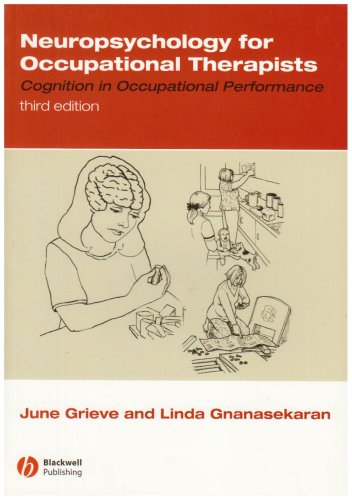 Neuropsychology for
Occupational Therapists
Cognition in Occupational Performance
third edition
June Grieve and Linda Gnanasekaran
Blackwell
Publishing